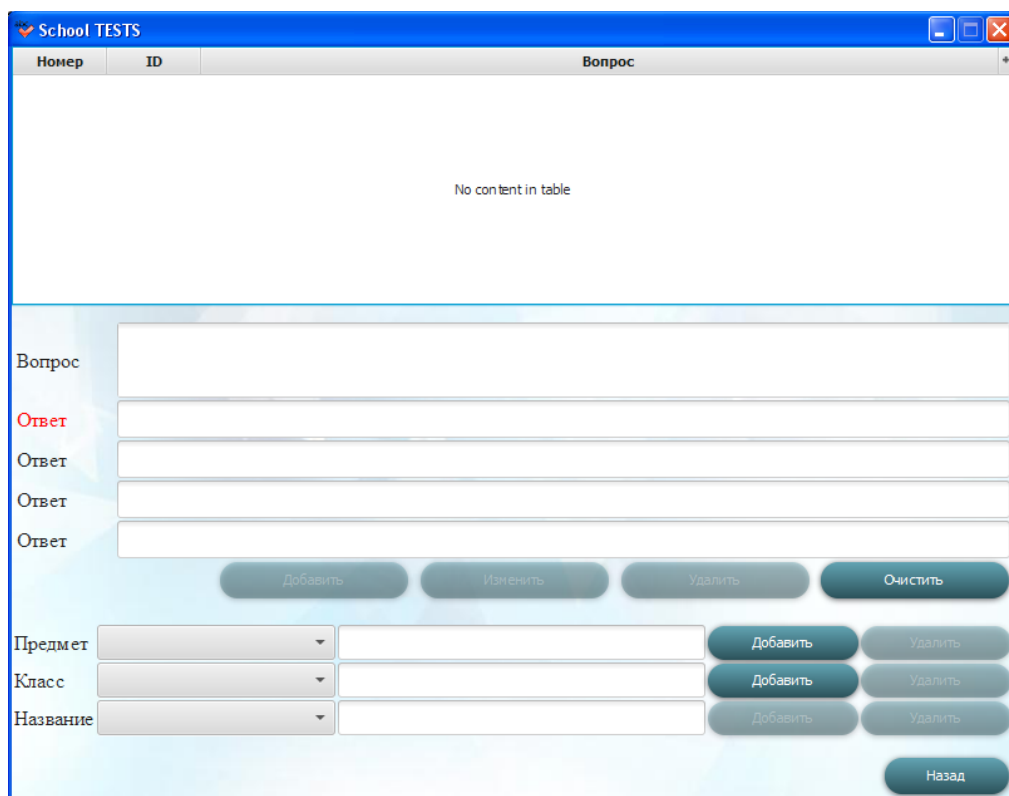 School TESTS
Номер ID Вопрос +
No content in table
Вопрос
Ответ
Ответ
Ответ
Ответ
Добавить Изменить Удалить Очистить
Предмет Добавить Удалить
Класс Добавить Удалить
Название Добавить Удалить
Назад